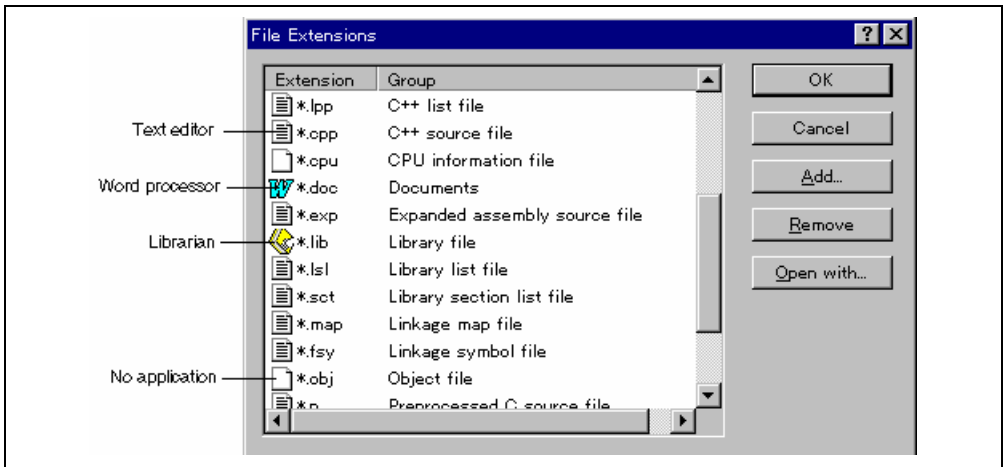 File Extensions
Extension Group
*.lpp C++ list file
OK
Text editor *.cpp C++ source file
Cancel
*.cpu CPU information file
Word processor *.doc Documents
Add...
*.exp Expanded assembly source file
Remove
Librarian *.lib Library file
*.lsl Library list file
Open with...
*.sct Library section list file
*.map Linkage map file
*.fsy Linkage symbol file
No application *.obj Object file
*.p Preprocessed C source file